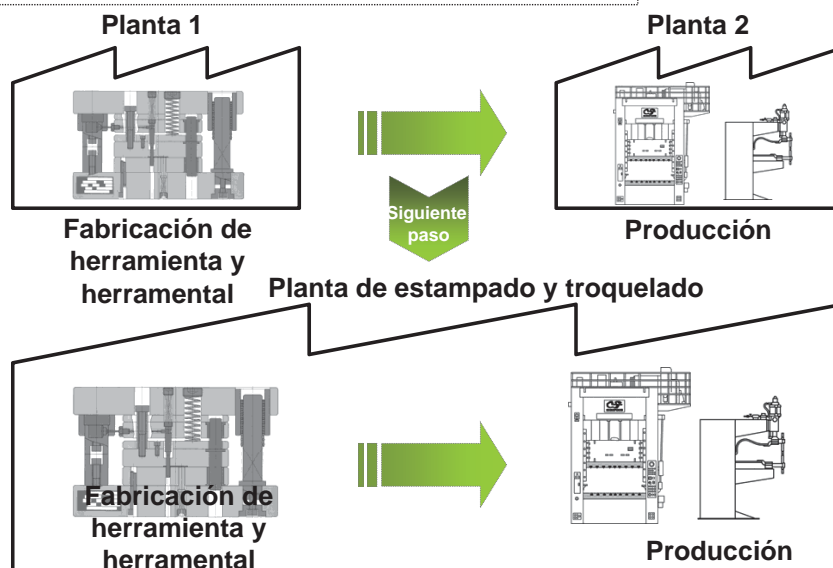 Planta 1
Planta 2
Fabricación de
herramienta y
herramental
Siguiente
paso
Producción
Planta de estampado y troquelado
Fabricación de
herramienta y
herramental
Producción